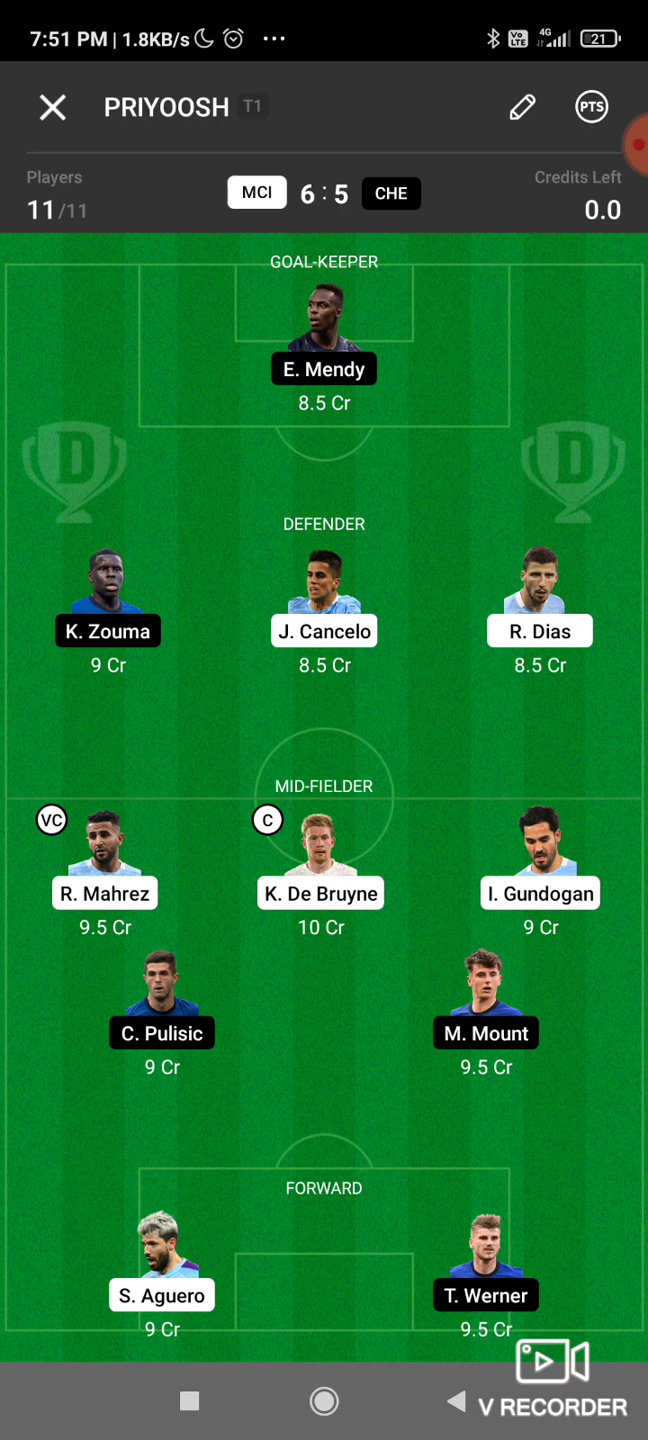 7:51 PM | 1.8KB/s ...
Vo LTE 4G 21
PRIYOOSH T1 PTS
Players Credits Left
MCI 6 : 5 CHE
11/11 0.0
GOAL-KEEPER
E. Mendy
8.5 Cr
D D
DEFENDER
K. Zouma J. Cancelo R. Dias
9 Cr 8.5 Cr 8.5 Cr
MID-FIELDER
VC C
R. Mahrez K. De Bruyne I. Gundogan
9.5 Cr 10 Cr 9 Cr
C. Pulisic M. Mount
9 Cr 9.5 Cr
FORWARD
S. Aguero T. Werner
9 Cr 9.5 Cr
V RECORDER